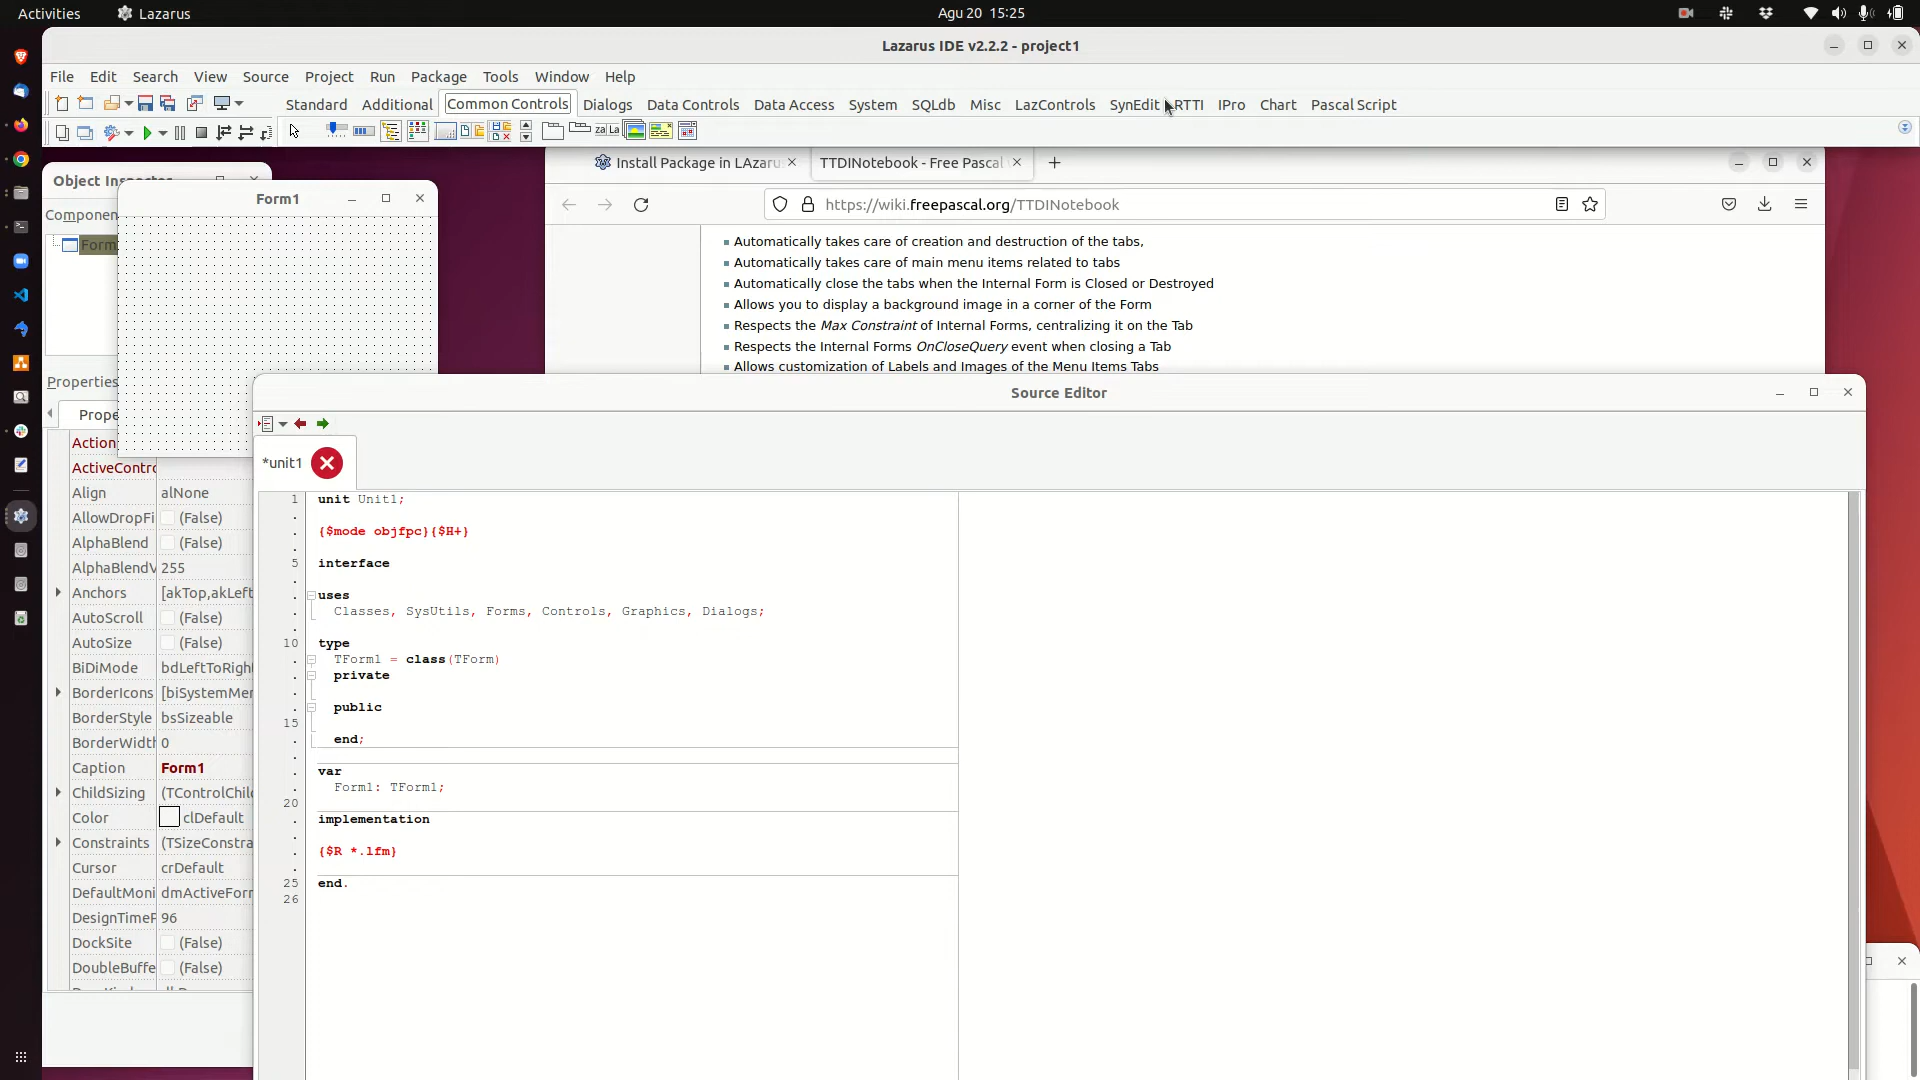 Activities
Lazarus
Agu 20 15:25
Lazarus IDE v2.2.2 - project1
File Edit Search View Source Project Run Package Tools Window Help
Standard Additional Common Controls Dialogs Data Controls Data Access System SQLdb Misc LazControls SynEdit RTTI IPro Chart Pascal Script
Install Package in LAzaru
TTDINotebook - Free Pascal
https://wiki.freepascal.org/TTDINotebook
Automatically takes care of creation and destruction of the tabs,
Automatically takes care of main menu items related to tabs
Automatically close the tabs when the Internal Form is Closed or Destroyed
Allows you to display a background image in a corner of the Form
Respects the Max Constraint of Internal Forms, centralizing it on the Tab
Respects the Internal Forms OnCloseQuery event when closing a Tab
Allows customization of Labels and Images of the Menu Items Tabs
Object
Form1
Componen
Form
Properties
Prope
Action
ActiveContro
Align alNone
AllowDropFi (False)
AlphaBlend (False)
AlphaBlendV 255
Anchors [akTop,akLeft
AutoScroll (False)
AutoSize (False)
BiDiMode bdLeftToRigh
BorderIcons [biSystemMen
BorderStyle bsSizeable
BorderWidth 0
Caption Form1
ChildSizing (TControlChil
Color clDefault
Constraints (TSizeConstra
Cursor crDefault
DefaultMoni dmActiveForm
DesignTimeP 96
DockSite (False)
DoubleBuffe (False)
Source Editor
*unit1
1 unit Unit1;
{$mode objfpc}{$H+}
5 interface
uses
Classes, SysUtils, Forms, Controls, Graphics, Dialogs;
10 type
TForm1 = class(TForm)
private
public
15
end;
var
Form1: TForm1;
20
implementation
{$R *.lfm}
25 end.
26